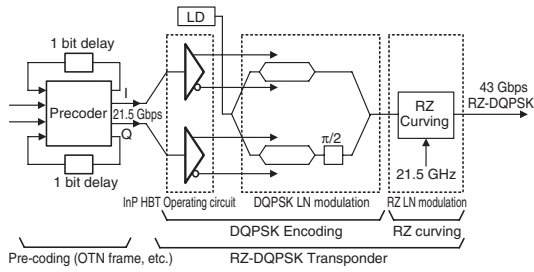 LD
1 bit delay
Precoder
I
21.5 Gbps
Q
1 bit delay
π/2
RZ
Curving
21.5 GHz
43 Gbps
RZ-DQPSK
InP HBT Operating circuit
DQPSK LN modulation
RZ LN modulation
DQPSK Encoding
RZ curving
Pre-coding (OTN frame, etc.)
RZ-DQPSK Transponder